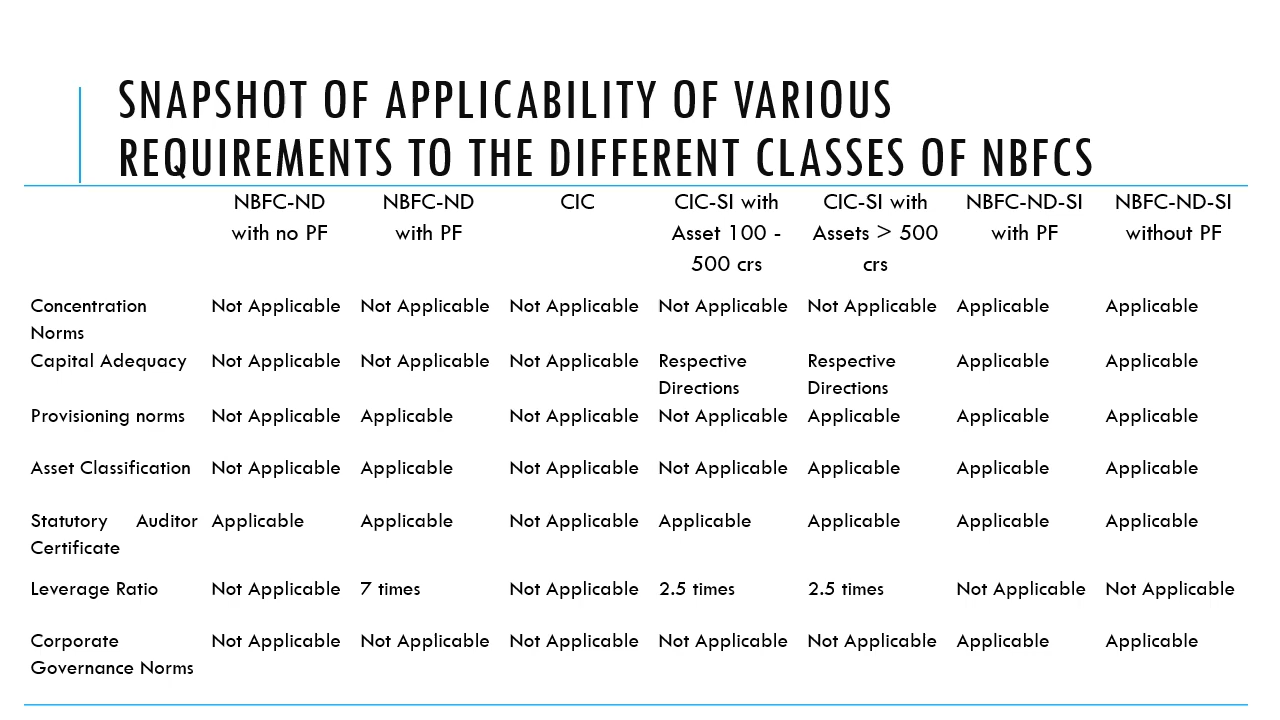 SNAPSHOT OF APPLICABILITY OF VARIOUS
REQUIREMENTS TO THE DIFFERENT CLASSES OF NBFCS
NBFC-ND with no PF | NBFC-ND with PF | CIC | CIC-SI with Asset 100 - 500 crs | CIC-SI with Assets > 500 crs | NBFC-ND-SI with PF | NBFC-ND-SI without PF
Concentration Norms | Not Applicable | Not Applicable | Not Applicable | Not Applicable | Not Applicable | Applicable | Applicable
Capital Adequacy | Not Applicable | Not Applicable | Not Applicable | Respective Directions | Respective Directions | Applicable | Applicable
Provisioning norms | Not Applicable | Applicable | Not Applicable | Not Applicable | Applicable | Applicable | Applicable
Asset Classification | Not Applicable | Applicable | Not Applicable | Not Applicable | Applicable | Applicable | Applicable
Statutory Auditor Certificate | Applicable | Applicable | Not Applicable | Applicable | Applicable | Applicable | Applicable
Leverage Ratio | Not Applicable | 7 times | Not Applicable | 2.5 times | 2.5 times | Not Applicable | Not Applicable
Corporate Governance Norms | Not Applicable | Not Applicable | Not Applicable | Not Applicable | Not Applicable | Applicable | Applicable